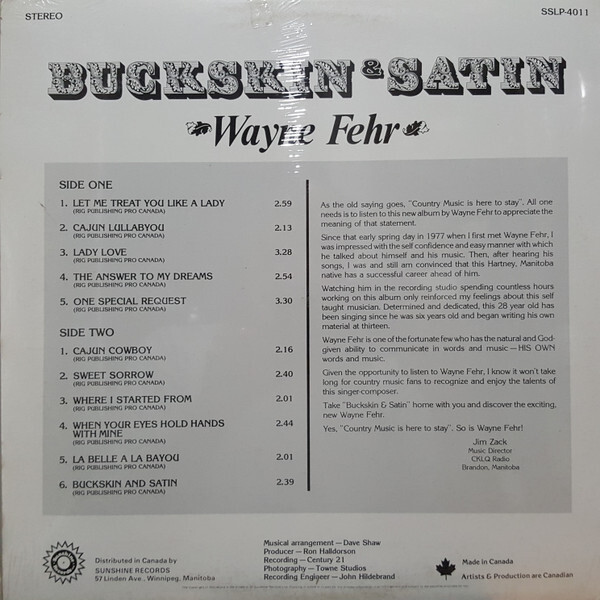 STEREO
SSLP-4011
BUCKSKIN & SATIN
Wayne Fehr
SIDE ONE
1. LET ME TREAT YOU LIKE A LADY 2.59
(RIG PUBLISHING PRO CANADA)
2. CAJUN LULLABYOU 2.13
(RIG PUBLISHING PRO CANADA)
3. LADY LOVE 3.28
(RIG PUBLISHING PRO CANADA)
4. THE ANSWER TO MY DREAMS 2.54
(RIG PUBLISHING PRO CANADA)
5. ONE SPECIAL REQUEST 3.30
(RIG PUBLISHING PRO CANADA)
SIDE TWO
1. CAJUN COWBOY 2.16
(RIG PUBLISHING PRO CANADA)
2. SWEET SORROW 2.40
(RIG PUBLISHING PRO CANADA)
3. WHERE I STARTED FROM 2.01
(RIG PUBLISHING PRO CANADA)
4. WHEN YOUR EYES HOLD HANDS 2.44
WITH MINE
(RIG PUBLISHING PRO CANADA)
5. LA BELLE A LA BAYOU 2.01
(RIG PUBLISHING PRO CANADA)
6. BUCKSKIN AND SATIN 2.39
(RIG PUBLISHING PRO CANADA)
As the old saying goes, "Country Music is here to stay". All one
needs is to listen to this new album by Wayne Fehr to appreciate the
meaning of that statement.
Since that early spring day in 1977 when I first met Wayne Fehr, I
was impressed with the self confidence and easy manner with which
he talked about himself and his music. Then, after hearing his
songs, I was and still am convinced that this Hartney, Manitoba
native has a successful career ahead of him.
Watching him in the recording studio spending countless hours
working on this album only reinforced my feelings about this self
taught musician. Determined and dedicated, this 28 year old has
been singing since he was six years old and began writing his own
material at thirteen.
Wayne Fehr is one of the fortunate few who has the natural and God-
given ability to communicate in words and music — HIS OWN
words and music.
Given the opportunity to listen to Wayne Fehr, I know it won't take
long for country music fans to recognize and enjoy the talents of
this singer-composer.
Take "Buckskin & Satin" home with you and discover the exciting,
new Wayne Fehr.
Yes, "Country Music is here to stay". So is Wayne Fehr!
Jim Zack
Music Director
CKLQ Radio
Brandon, Manitoba
SUNSHINE
RECORDS
Distributed in Canada by
SUNSHINE RECORDS
57 Linden Ave., Winnipeg, Manitoba
Musical arrangement — Dave Shaw
Producer — Ron Halldorson
Recording — Century 21
Photography — Towne Studios
Recording Engigeer — John Hildebrand
Made in Canada
Artists & Production are Canadian